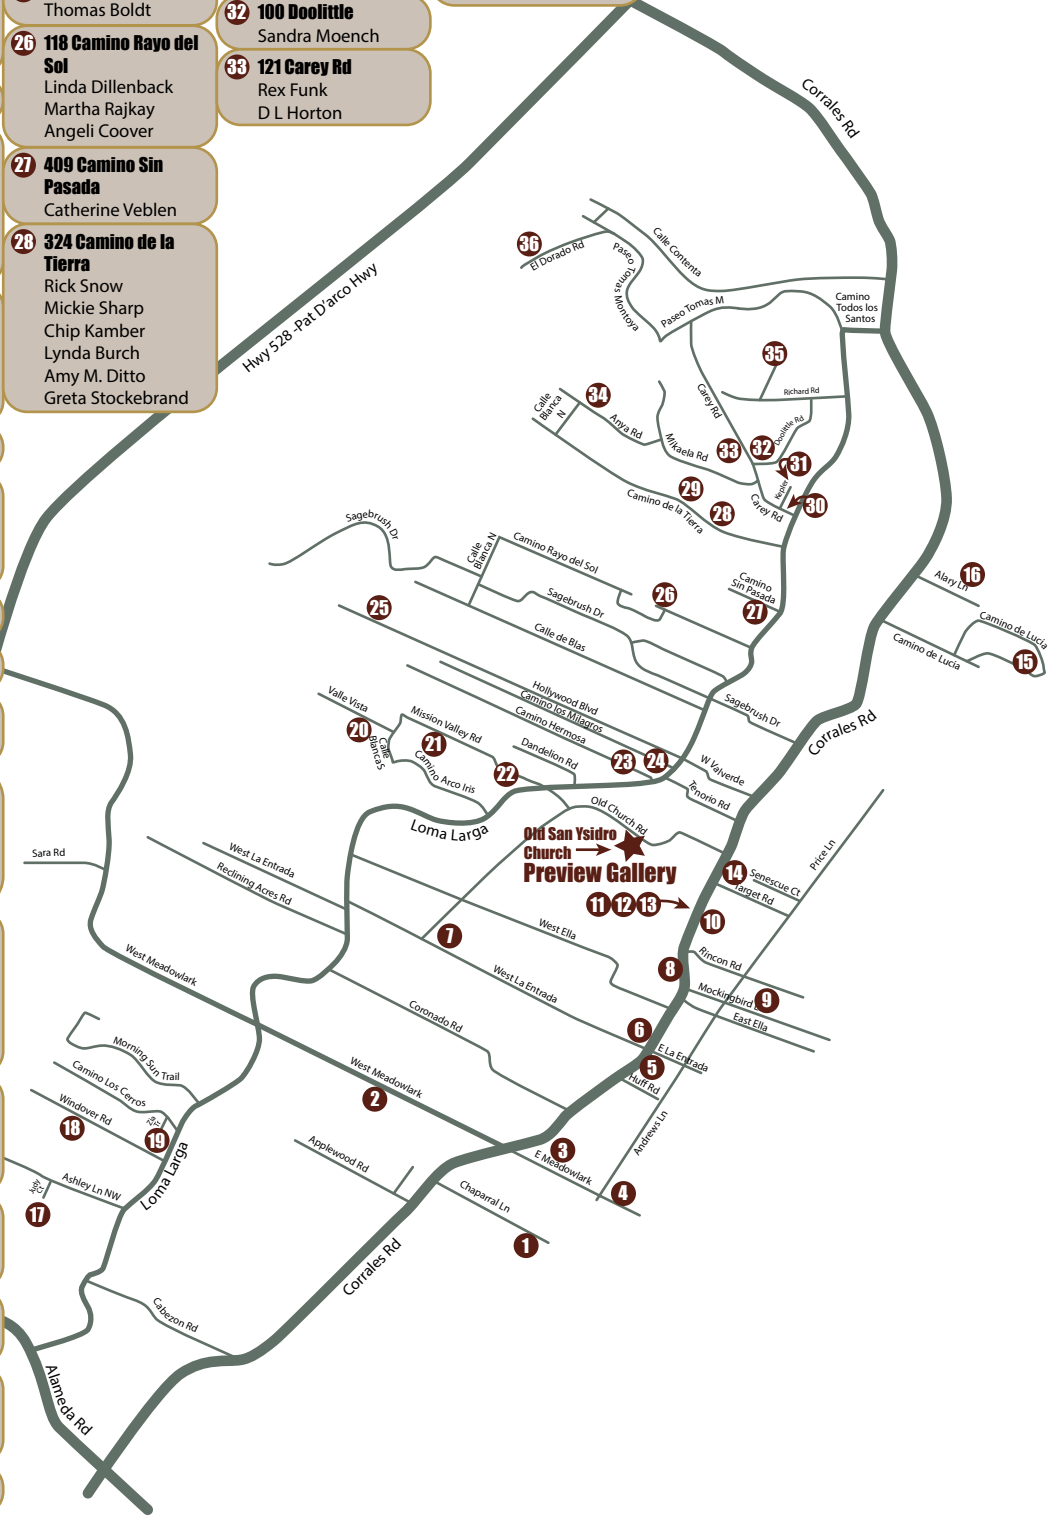 Thomas Boldt
26 118 Camino Rayo del
Sol
Linda Dillenback
Martha Rajkay
Angeli Coover
27 409 Camino Sin
Pasada
Catherine Veblen
28 324 Camino de la
Tierra
Rick Snow
Mickie Sharp
Chip Kamber
Lynda Burch
Amy M. Ditto
Greta Stockebrand
32 100 Doolittle
Sandra Moench
33 121 Carey Rd
Rex Funk
D L Horton
Corrales Rd
Hwy 528 -Pat D'arco Hwy
36
El Dorado Rd
Calle Contenta
Paseo Tomas Montoya
Paseo Tomas M
Camino
Todos los
Santos
35
Richard Rd
Carey Rd
Doolittle Rd
34
Calle
Blanca
N
Anya Rd
Mikaela Rd
33
32
31
Kepler
30
Carey Rd
29
28
Camino de la Tierra
Sagebrush Dr
Calle
Blanca N
Camino Rayo del Sol
26
Camino
Sin Pasada
27
16
Alary Ln
Camino de Lucia
15
Camino de Lucia
25
Sagebrush Dr
Calle de Blas
Sagebrush Dr
Corrales Rd
Hollywood Blvd
Camino los Milagros
Camino Hermosa
Valle Vista
20
Calle
Blanca S
Mission Valley Rd
21
Camino Arco Iris
Dandelion Rd
22
23
24
W Valverde
Tenorio Rd
Loma Larga
Old Church Rd
Old San Ysidro
Church
Preview Gallery
11 12 13
14
Senescue Ct
Target Rd
Price Ln
10
Sara Rd
West La Entrada
Reclining Acres Rd
7
West Ella
8
Rincon Rd
Mockingbird
9
East Ella
West La Entrada
West Meadowlark
Coronado Rd
6
E La Entrada
5
Huff Rd
Andrews Ln
Morning Sun Trail
Camino Los Cerros
Windover Rd
18
19
West Meadowlark
2
3
E Meadowlark
4
Applewood Rd
Chaparral Ln
1
Loma Larga
Ashley Ln NW
Judy
Ct
17
Corrales Rd
Cabezon Rd
Alameda Rd